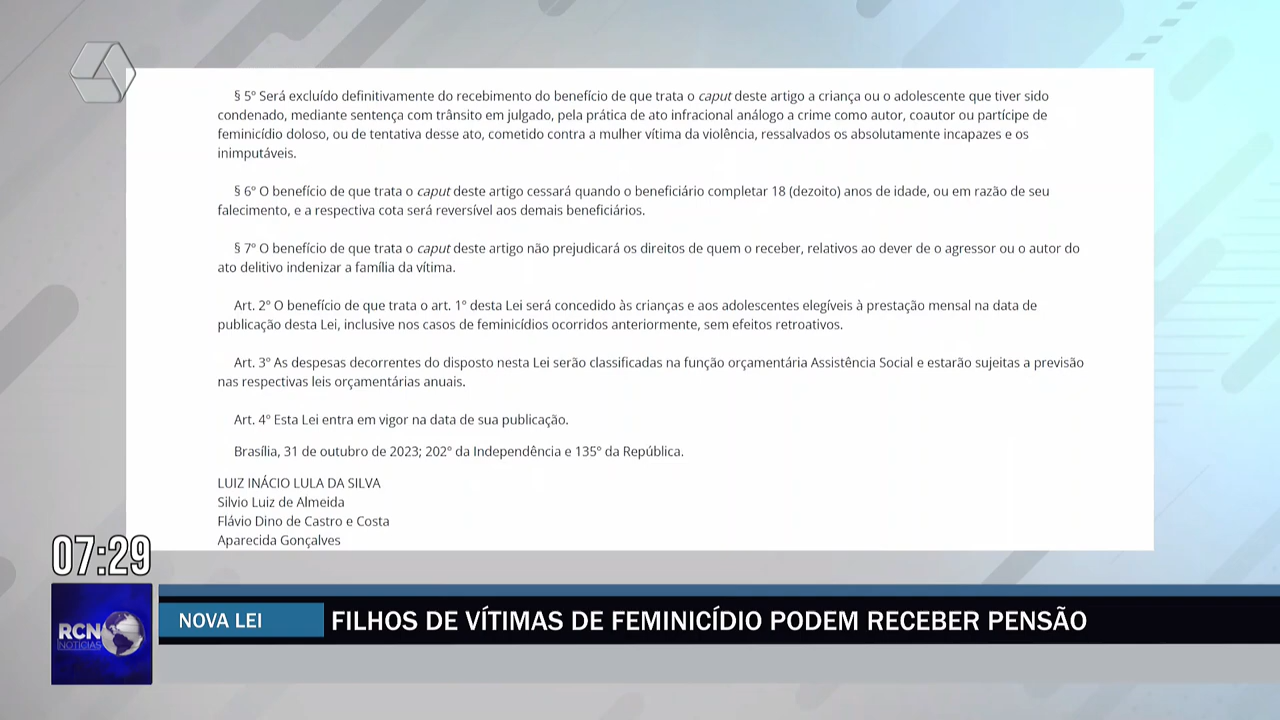 § 5º Será excluído definitivamente do recebimento do benefício de que trata o caput deste artigo a criança ou o adolescente que tiver sido
condenado, mediante sentença com trânsito em julgado, pela prática de ato infracional análogo a crime como autor, coautor ou partícipe de
feminicídio doloso, ou de tentativa desse ato, cometido contra a mulher vítima da violência, ressalvados os absolutamente incapazes e os
inimputáveis.
§ 6º O benefício de que trata o caput deste artigo cessará quando o beneficiário completar 18 (dezoito) anos de idade, ou em razão de seu
falecimento, e a respectiva cota será reversível aos demais beneficiários.
§ 7º O benefício de que trata o caput deste artigo não prejudicará os direitos de quem o receber, relativos ao dever de o agressor ou o autor do
ato delitivo indenizar a família da vítima.
Art. 2º O benefício de que trata o art. 1º desta Lei será concedido às crianças e aos adolescentes elegíveis à prestação mensal na data de
publicação desta Lei, inclusive nos casos de feminicídios ocorridos anteriormente, sem efeitos retroativos.
Art. 3º As despesas decorrentes do disposto nesta Lei serão classificadas na função orçamentária Assistência Social e estarão sujeitas a previsão
nas respectivas leis orçamentárias anuais.
Art. 4º Esta Lei entra em vigor na data de sua publicação.
Brasília, 31 de outubro de 2023; 202º da Independência e 135º da República.
LUIZ INÁCIO LULA DA SILVA
Silvio Luiz de Almeida
Flávio Dino de Castro e Costa
Aparecida Gonçalves
07:29
RCN
NOTÍCIAS
NOVA LEI
FILHOS DE VÍTIMAS DE FEMINICÍDIO PODEM RECEBER PENSÃO